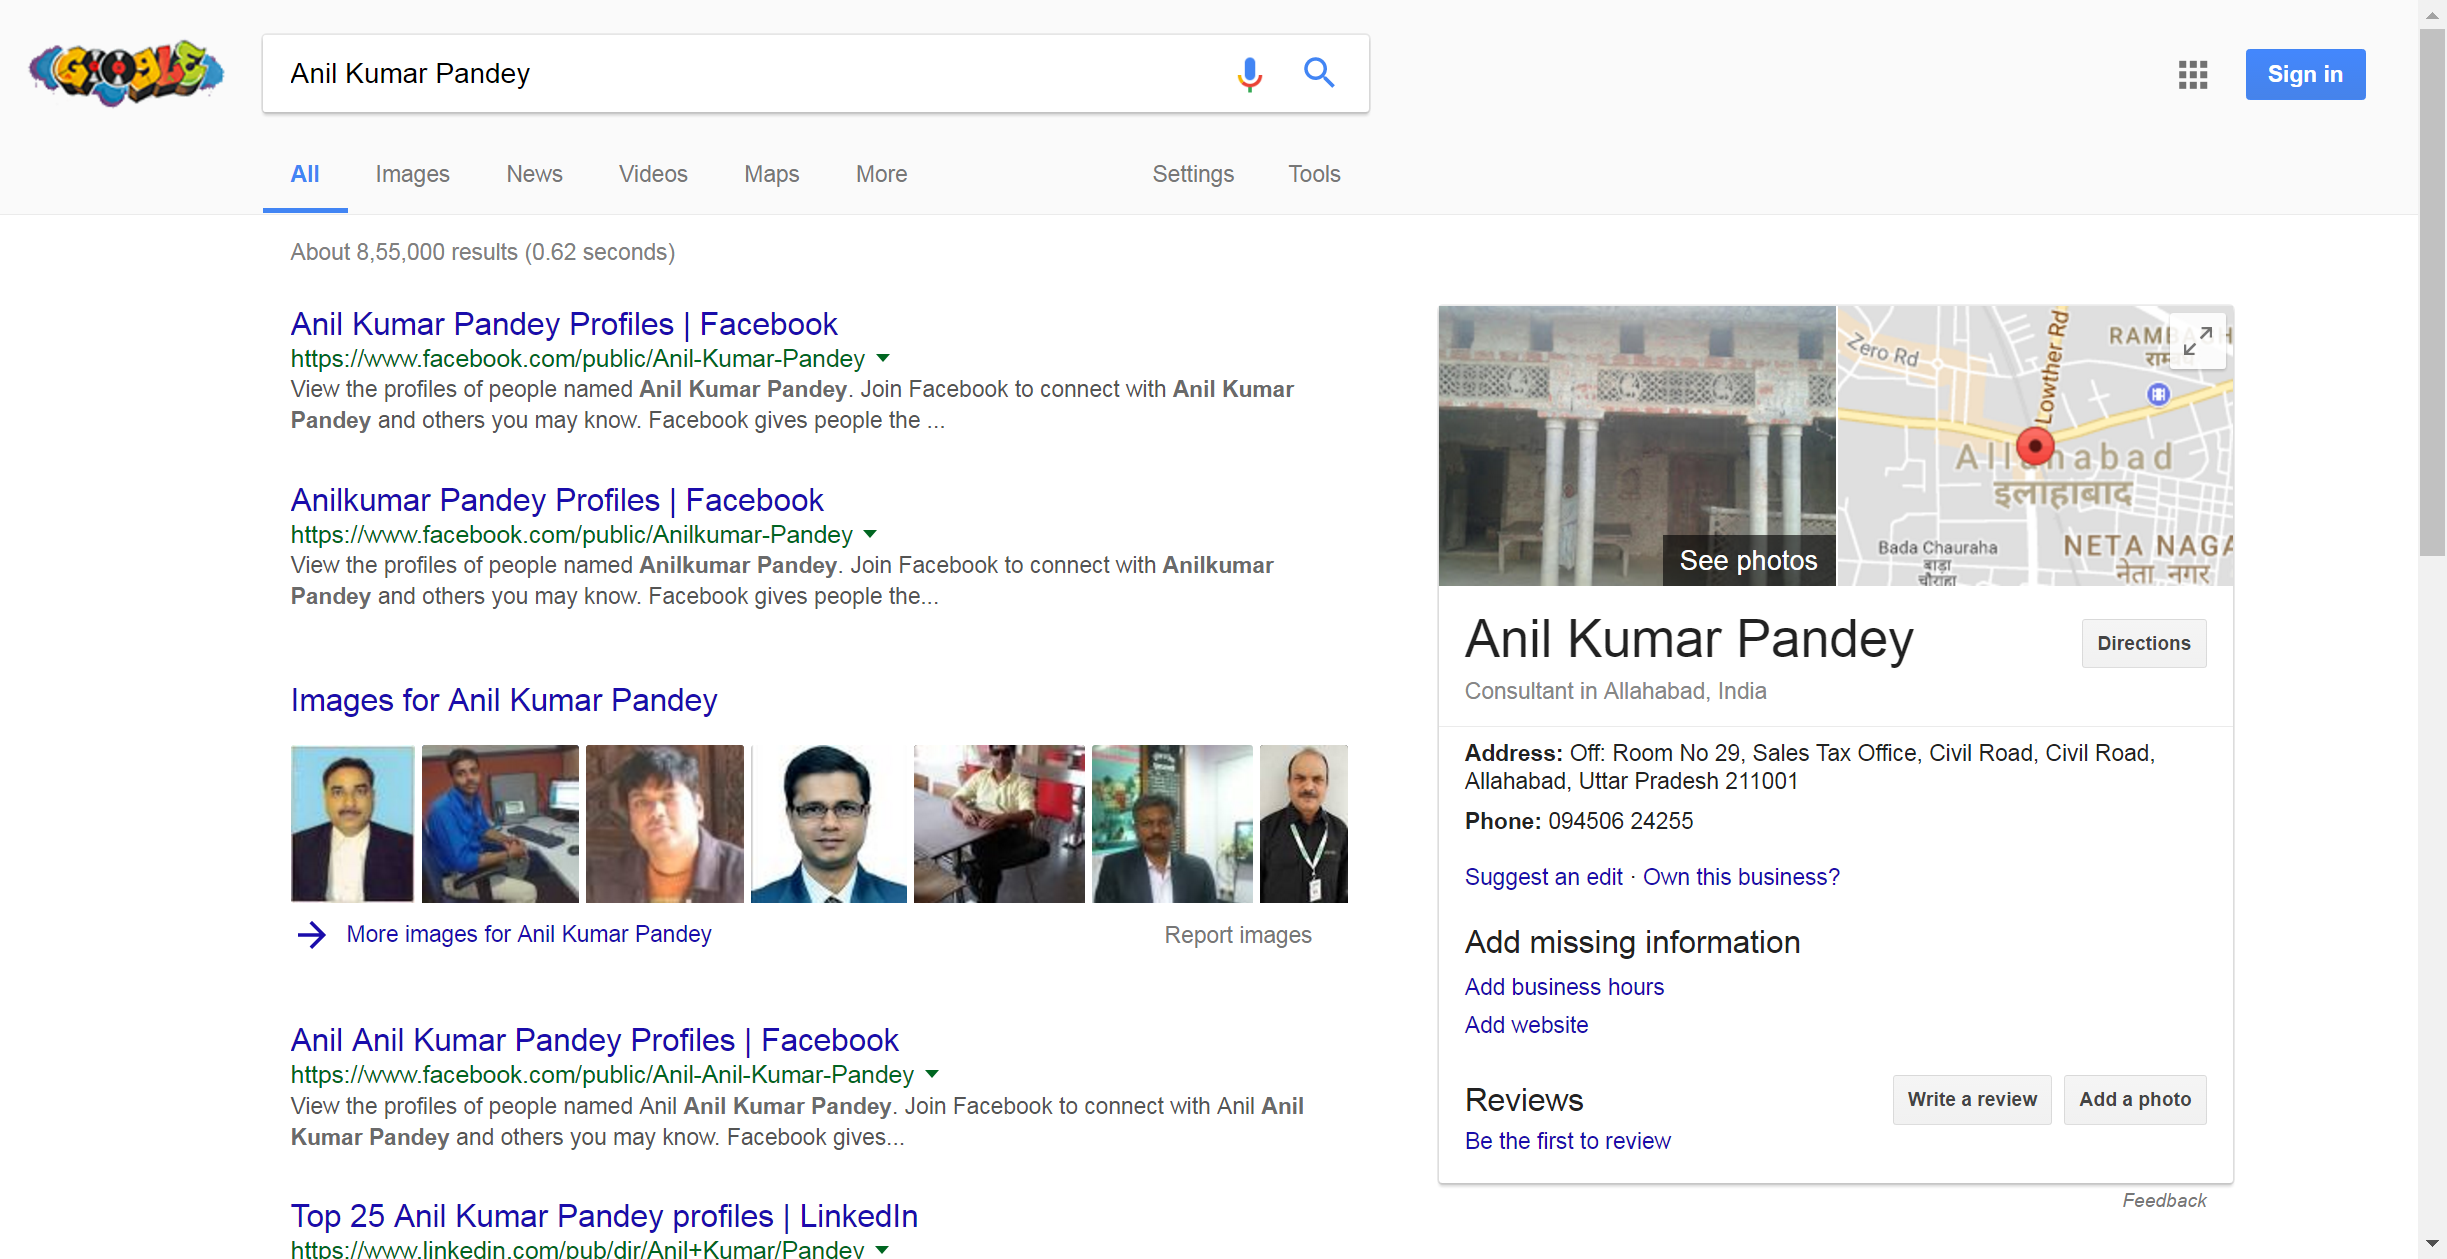 GOOGLE
Anil Kumar Pandey
Sign in
All Images News Videos Maps More Settings Tools
About 8,55,000 results (0.62 seconds)
Anil Kumar Pandey Profiles | Facebook
https://www.facebook.com/public/Anil-Kumar-Pandey
View the profiles of people named Anil Kumar Pandey. Join Facebook to connect with Anil Kumar
Pandey and others you may know. Facebook gives people the ...
Anilkumar Pandey Profiles | Facebook
https://www.facebook.com/public/Anilkumar-Pandey
View the profiles of people named Anilkumar Pandey. Join Facebook to connect with Anilkumar
Pandey and others you may know. Facebook gives people the...
Images for Anil Kumar Pandey
More images for Anil Kumar Pandey
Report images
Anil Anil Kumar Pandey Profiles | Facebook
https://www.facebook.com/public/Anil-Anil-Kumar-Pandey
View the profiles of people named Anil Anil Kumar Pandey. Join Facebook to connect with Anil Anil
Kumar Pandey and others you may know. Facebook gives...
Top 25 Anil Kumar Pandey profiles | LinkedIn
https://www.linkedin.com/pub/dir/Anil+Kumar/Pandey
See photos
Zero Rd
Lowther Rd
Allahabad
इलाहाबाद
Bada Chauraha
बाड़ा
चौराहा
नेता नगर
Anil Kumar Pandey
Directions
Consultant in Allahabad, India
Address: Off: Room No 29, Sales Tax Office, Civil Road, Civil Road,
Allahabad, Uttar Pradesh 211001
Phone: 094506 24255
Suggest an edit · Own this business?
Add missing information
Add business hours
Add website
Reviews
Write a review
Add a photo
Be the first to review
Feedback